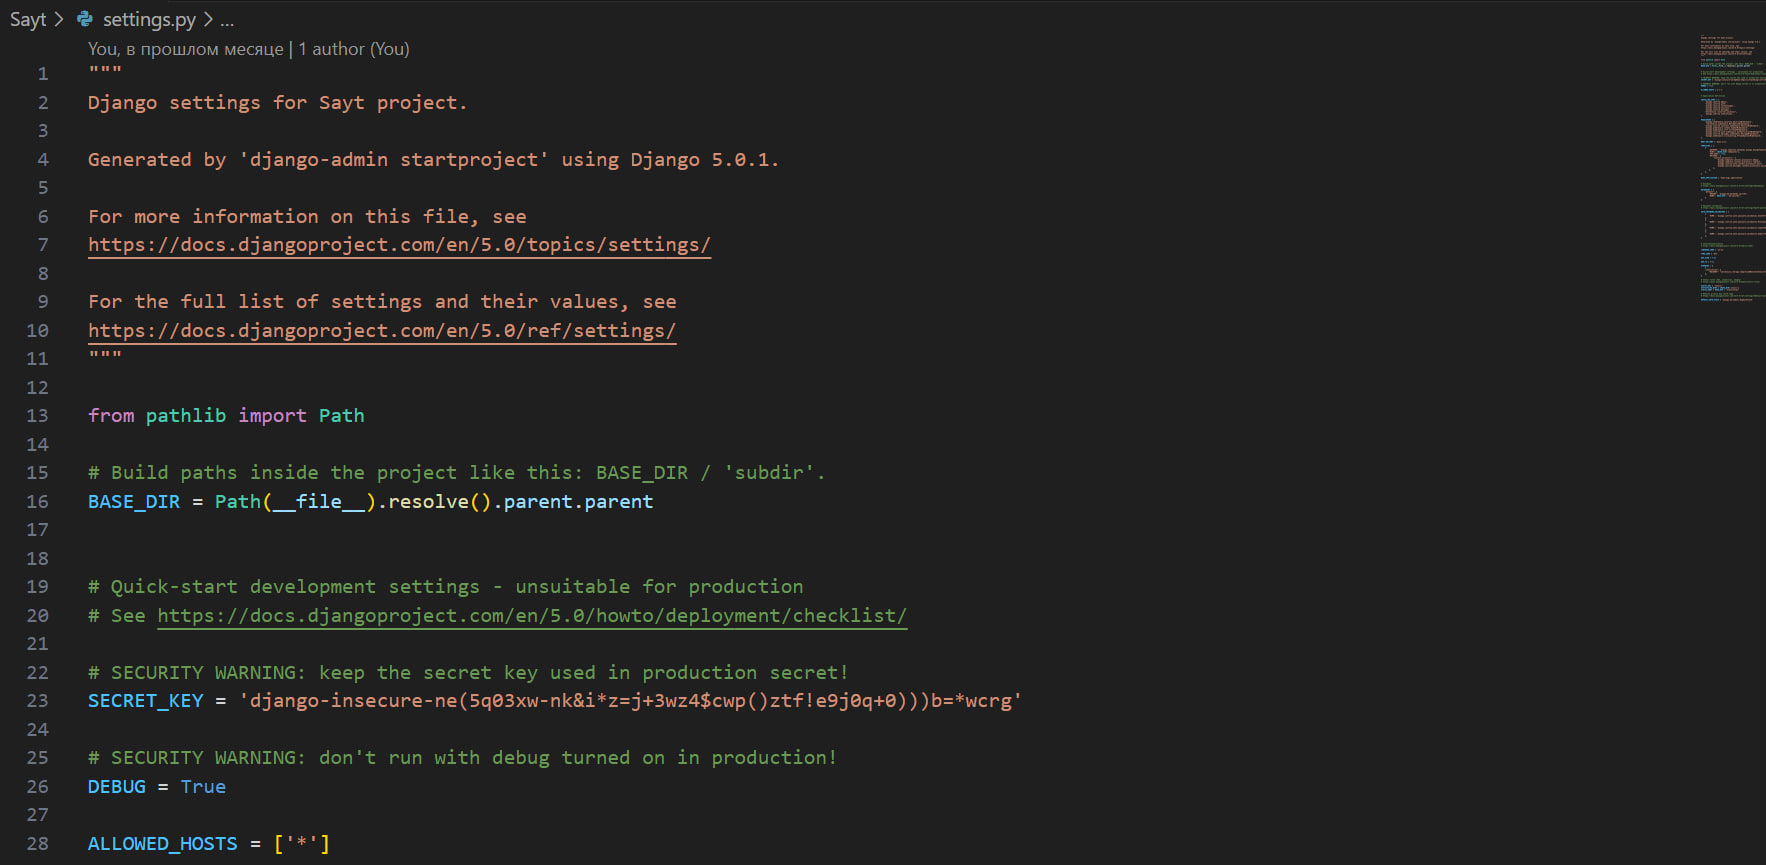 Sayt > settings.py > ...
You, в прошлом месяце | 1 author (You)
1 """
2 Django settings for Sayt project.
3
4 Generated by 'django-admin startproject' using Django 5.0.1.
5
6 For more information on this file, see
7 https://docs.djangoproject.com/en/5.0/topics/settings/
8
9 For the full list of settings and their values, see
10 https://docs.djangoproject.com/en/5.0/ref/settings/
11 """
12
13 from pathlib import Path
14
15 # Build paths inside the project like this: BASE_DIR / 'subdir'.
16 BASE_DIR = Path(__file__).resolve().parent.parent
17
18
19 # Quick-start development settings - unsuitable for production
20 # See https://docs.djangoproject.com/en/5.0/howto/deployment/checklist/
21
22 # SECURITY WARNING: keep the secret key used in production secret!
23 SECRET_KEY = 'django-insecure-ne(5q03xw-nk&i*z=j+3wz4$cwp()ztf!e9j0q+0)))b=*wcrg'
24
25 # SECURITY WARNING: don't run with debug turned on in production!
26 DEBUG = True
27
28 ALLOWED_HOSTS = ['*']